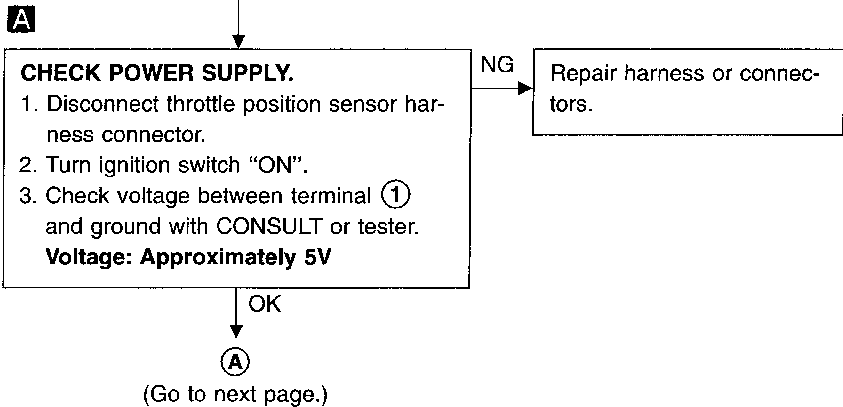 A
CHECK POWER SUPPLY.
1. Disconnect throttle position sensor har-
ness connector.
2. Turn ignition switch “ON”.
3. Check voltage between terminal ①
and ground with CONSULT or tester.
Voltage: Approximately 5V
NG
Repair harness or connec-
tors.
OK
Ⓐ
(Go to next page.)